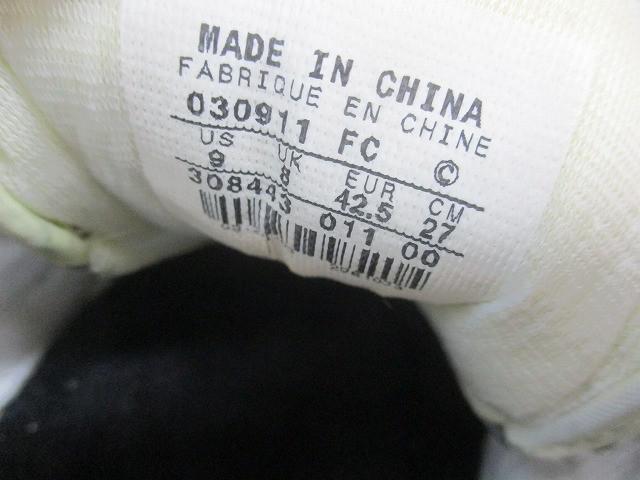 MADE IN CHINA
FABRIQUE EN CHINE
030911 FC ©
US UK EUR CM
9 8 42.5 27
308443 011 00